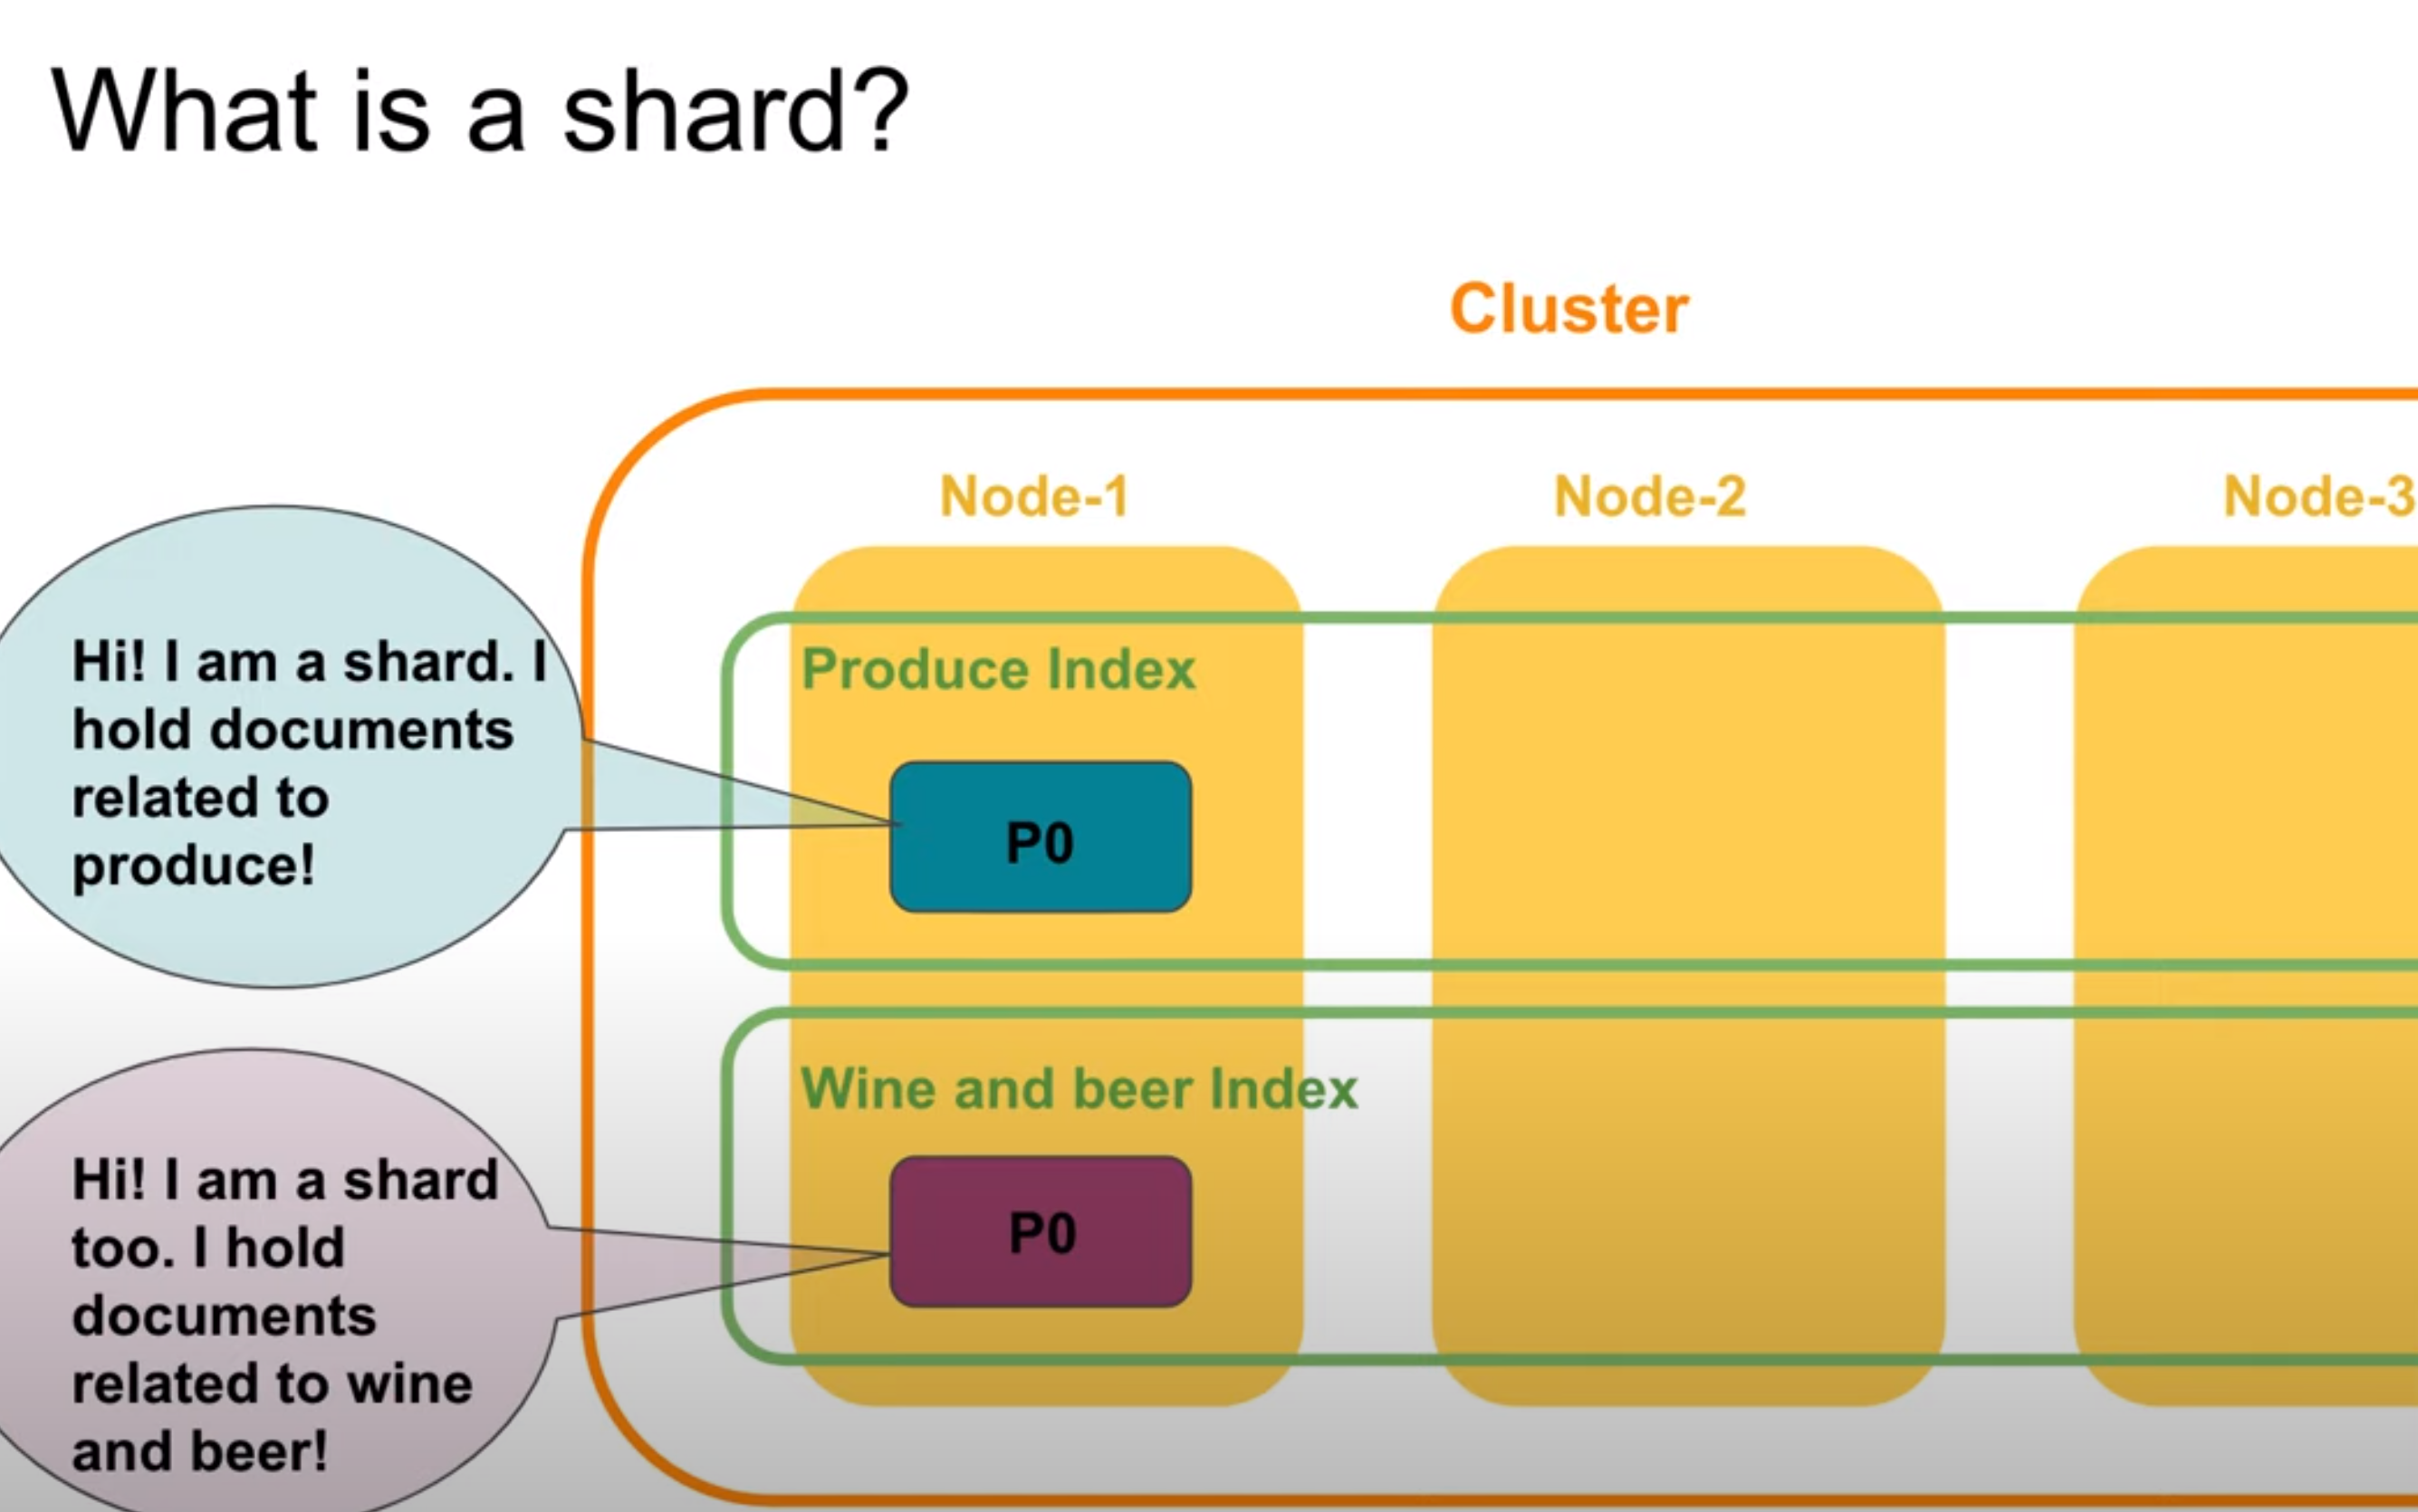 What is a shard?
Cluster
Node-1
Node-2
Node-3
Hi! I am a shard. I
hold documents
related to
produce!
Produce Index
P0
Wine and beer Index
P0
Hi! I am a shard
too. I hold
documents
related to wine
and beer!